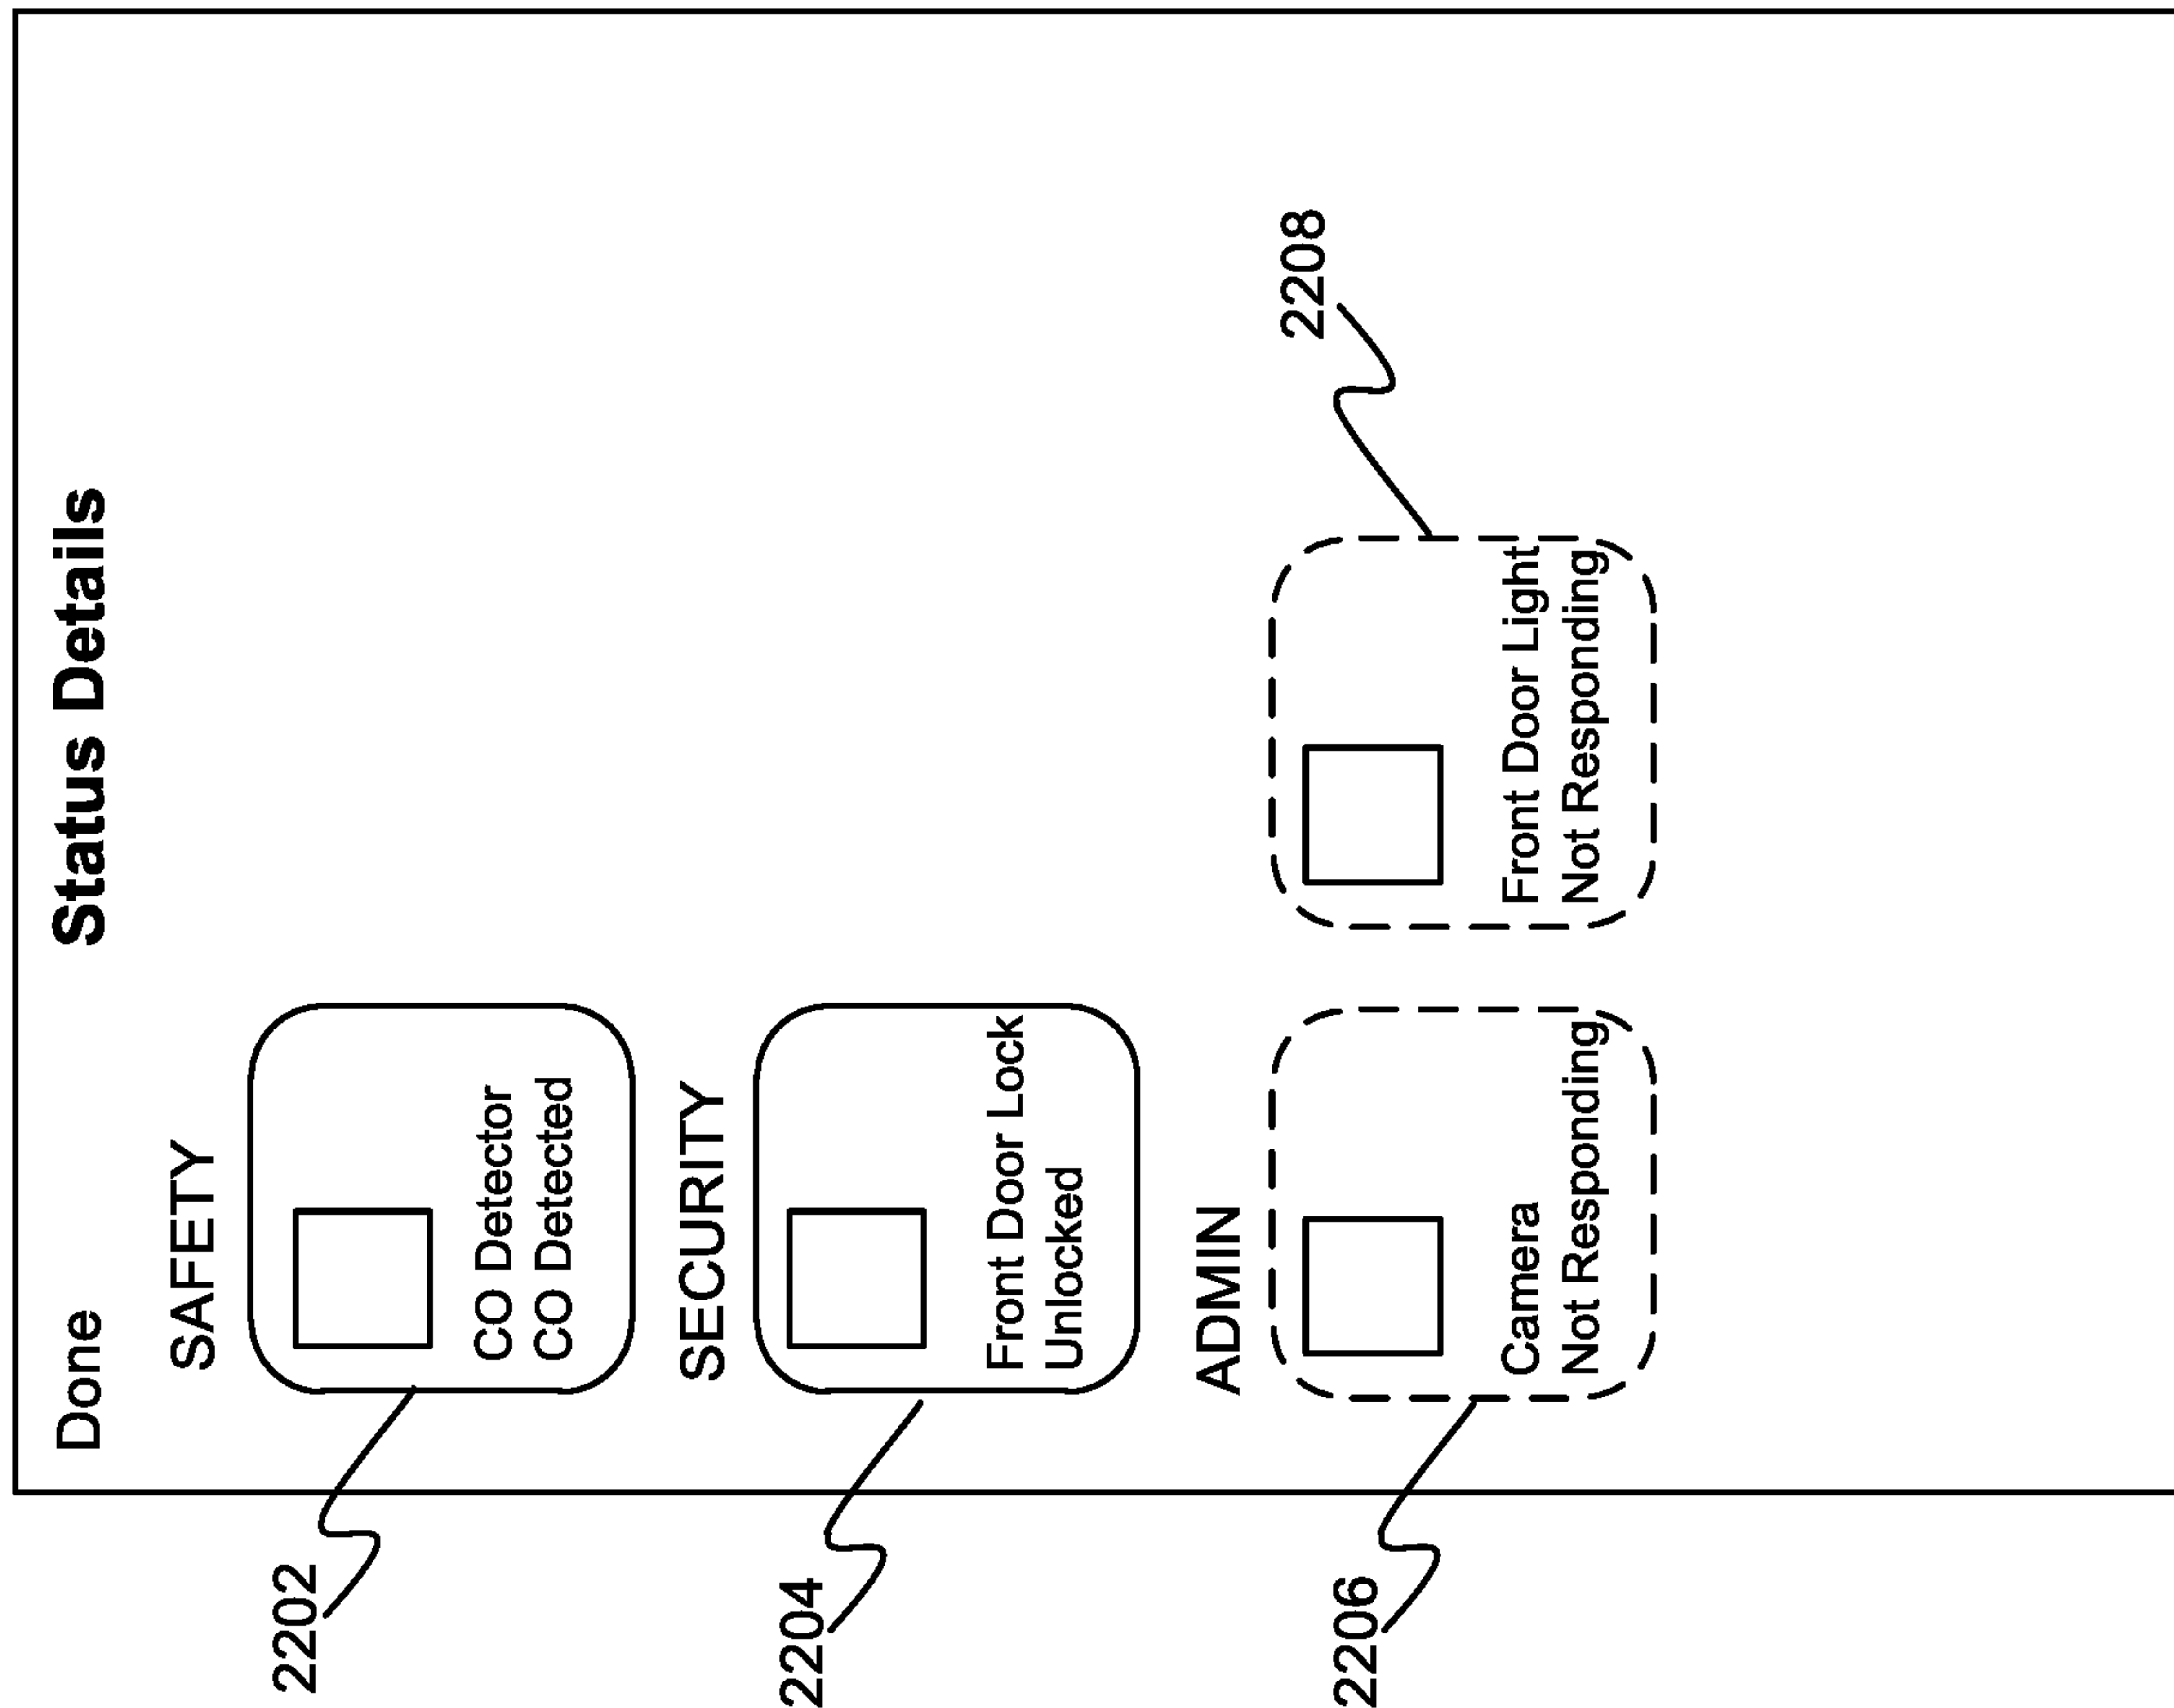 Done
Status Details
SAFETY
2202
CO Detector
CO Detected
SECURITY
2204
Front Door Lock
Unlocked
ADMIN
2206
Camera
Not Responding
2208
Front Door Light
Not Responding